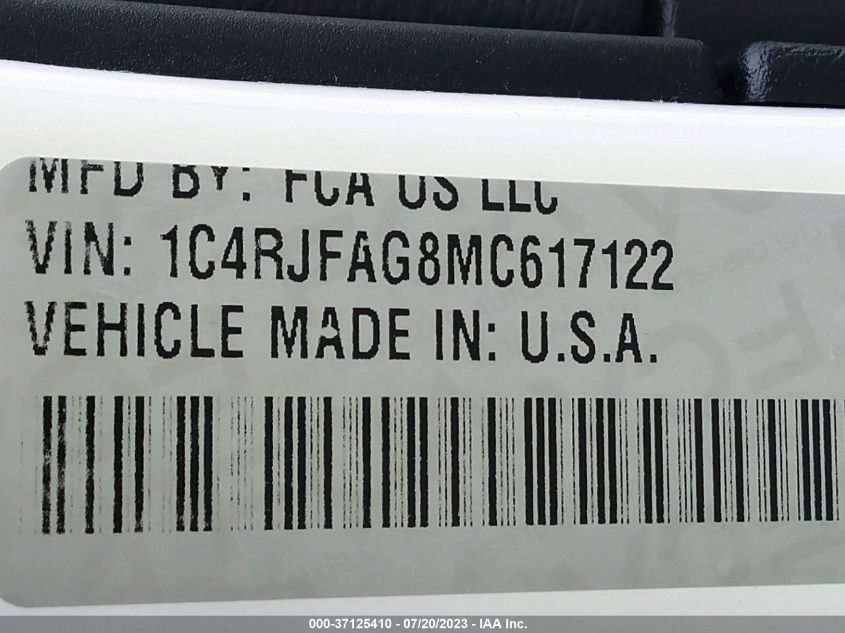 MFD BY: FCA US LLC
VIN: 1C4RJFAG8MC617122
VEHICLE MADE IN: U.S.A.
000-37125410 - 07/20/2023 - IAA Inc.